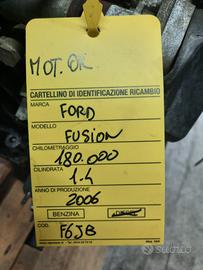 MOT. OK
CARTELLINO DI IDENTIFICAZIONE RICAMBIO
MARCA
FORD
MODELLO
FUSION
CHILOMETRAGGIO
180.000
CILINDRATA
1.4
ANNO DI PRODUZIONE
2006
BENZINA
COD.
F6JB
subito